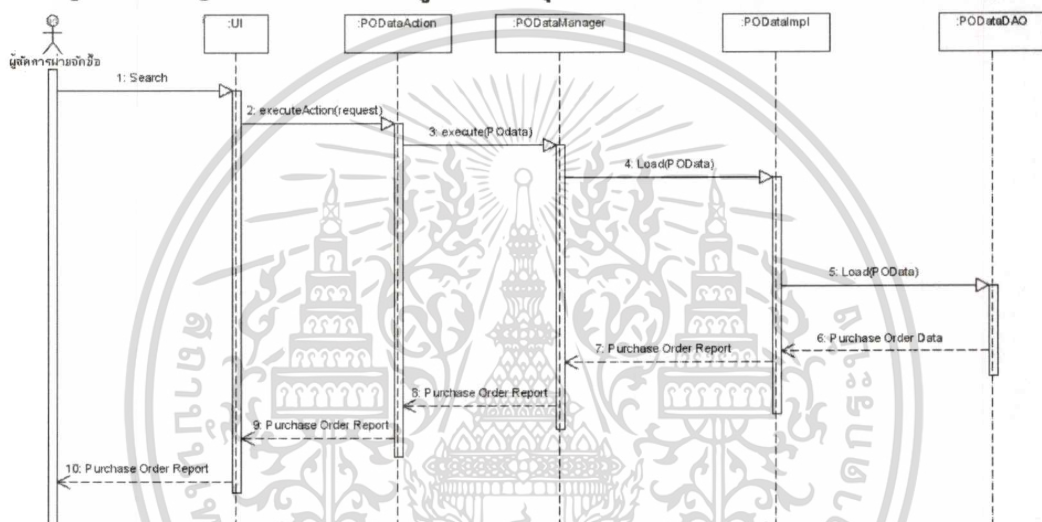 :UI
:PODataAction
:PODataManager
:PODataImpl
:PODataDAO
ผู้จัดการฝ่ายจัดซื้อ
1: Search
2: executeAction(request)
3: execute(POdata)
4: Load(POData)
5: Load(POData)
6: Purchase Order Data
7: Purchase Order Report
8: Purchase Order Report
9: Purchase Order Report
10: Purchase Order Report